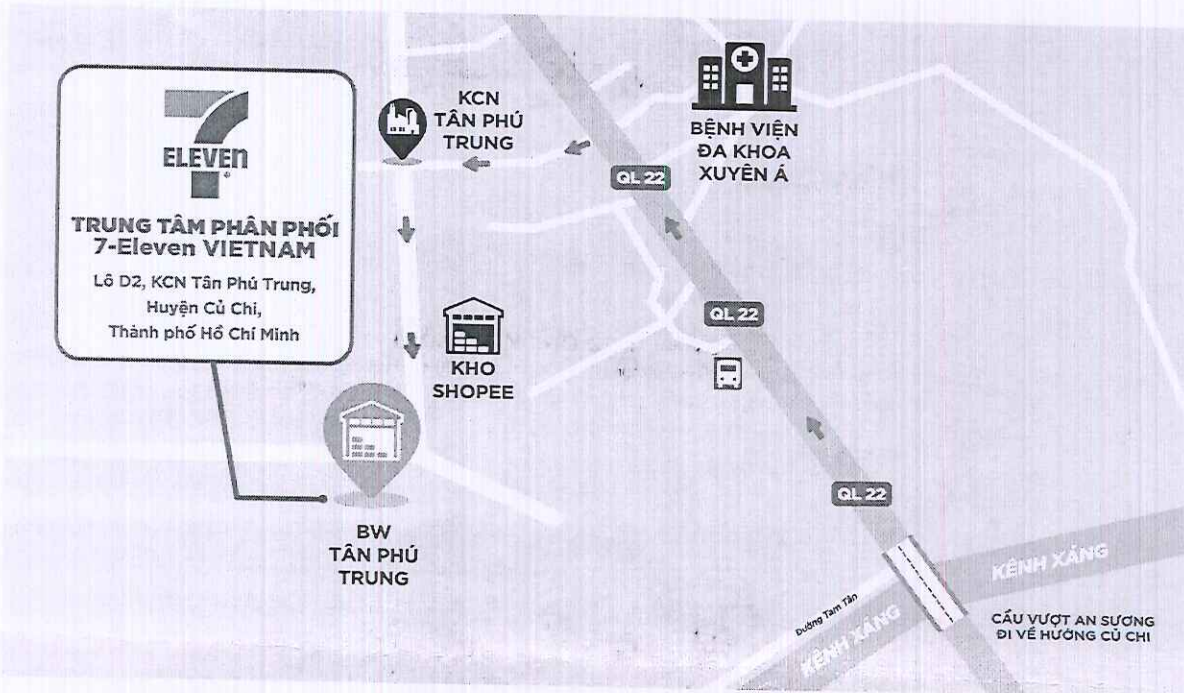 7
ELEVEn
TRUNG TÂM PHÂN PHỐI
7-Eleven VIETNAM
Lô D2, KCN Tân Phú Trung,
Huyện Củ Chi,
Thành phố Hồ Chí Minh
KCN
TÂN PHÚ
TRUNG
BỆNH VIỆN
ĐA KHOA
XUYÊN Á
QL 22
QL 22
KHO
SHOPEE
QL 22
BW
TÂN PHÚ
TRUNG
KÊNH XÁNG
Đường Tam Tân
KÊNH XÁNG
CẦU VƯỢT AN SƯƠNG
ĐI VỀ HƯỚNG CỦ CHI